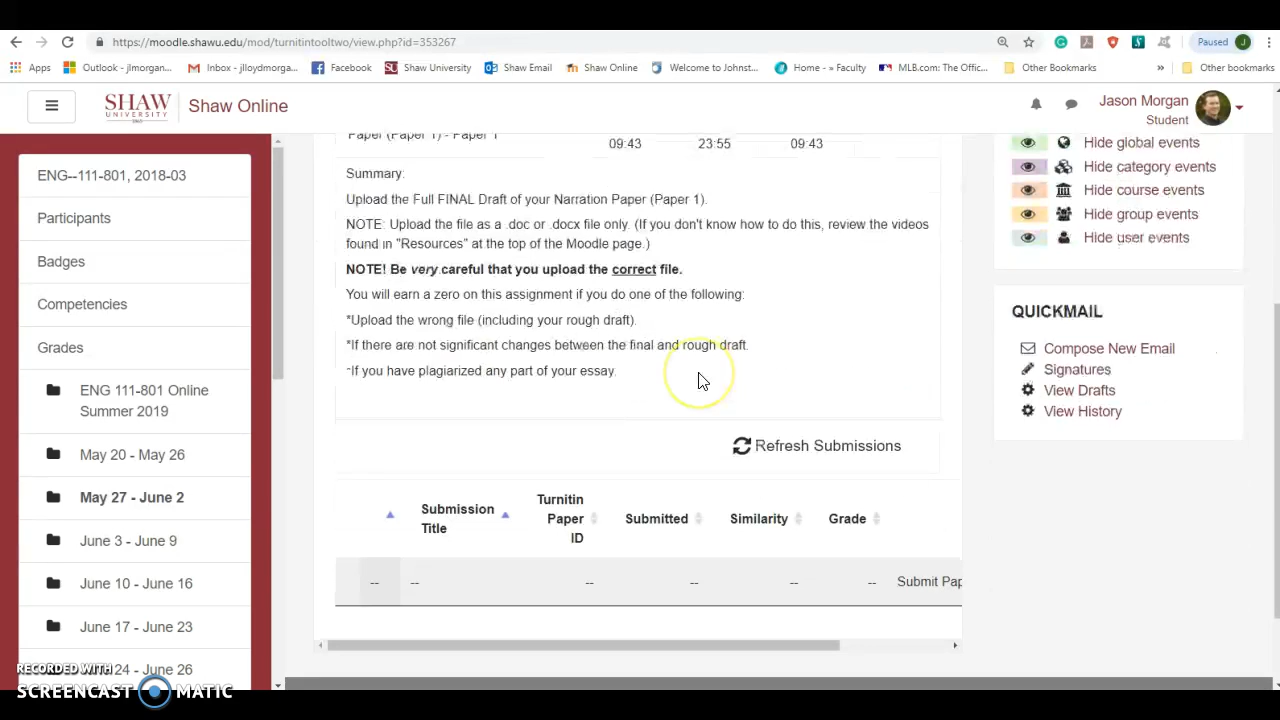 https://moodle.shawu.edu/mod/turnitintooltwo/view.php?id=353267
Paused J
Apps Outlook - jlmorgan... Inbox - jlloydmorga... Facebook Shaw University Shaw Email Shaw Online Welcome to Johnst... Home - » Faculty MLB.com: The Offic... Other Bookmarks » Other bookmarks
SHAW
UNIVERSITY
Shaw Online
Jason Morgan
Student
ENG--111-801, 2018-03
Participants
Badges
Competencies
Grades
ENG 111-801 Online
Summer 2019
May 20 - May 26
May 27 - June 2
June 3 - June 9
June 10 - June 16
June 17 - June 23
24 - June 26
Paper (Paper 1) - Paper 1
09:43 23:55 09:43
Summary:
Upload the Full FINAL Draft of your Narration Paper (Paper 1).
NOTE: Upload the file as a .doc or .docx file only. (If you don't know how to do this, review the videos
found in "Resources" at the top of the Moodle page.)
NOTE! Be very careful that you upload the correct file.
You will earn a zero on this assignment if you do one of the following:
*Upload the wrong file (including your rough draft).
*If there are not significant changes between the final and rough draft.
*If you have plagiarized any part of your essay.
Refresh Submissions
Submission
Title
Turnitin
Paper
ID
Submitted
Similarity
Grade
-- -- -- -- -- -- Submit Pap
Hide global events
Hide category events
Hide course events
Hide group events
Hide user events
QUICKMAIL
Compose New Email
Signatures
View Drafts
View History
RECORDED WITH
SCREENCAST MATIC